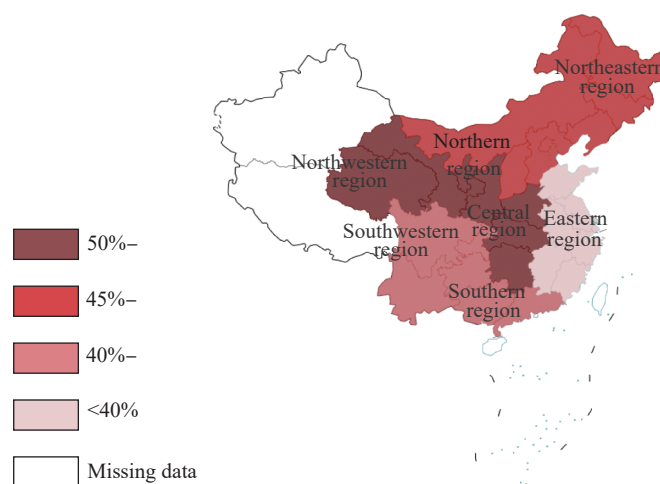 Northeastern
region
Northern
region
Northwestern
region
Central
region
Eastern
region
Southwestern
region
Southern
region
50%–
45%–
40%–
<40%
Missing data